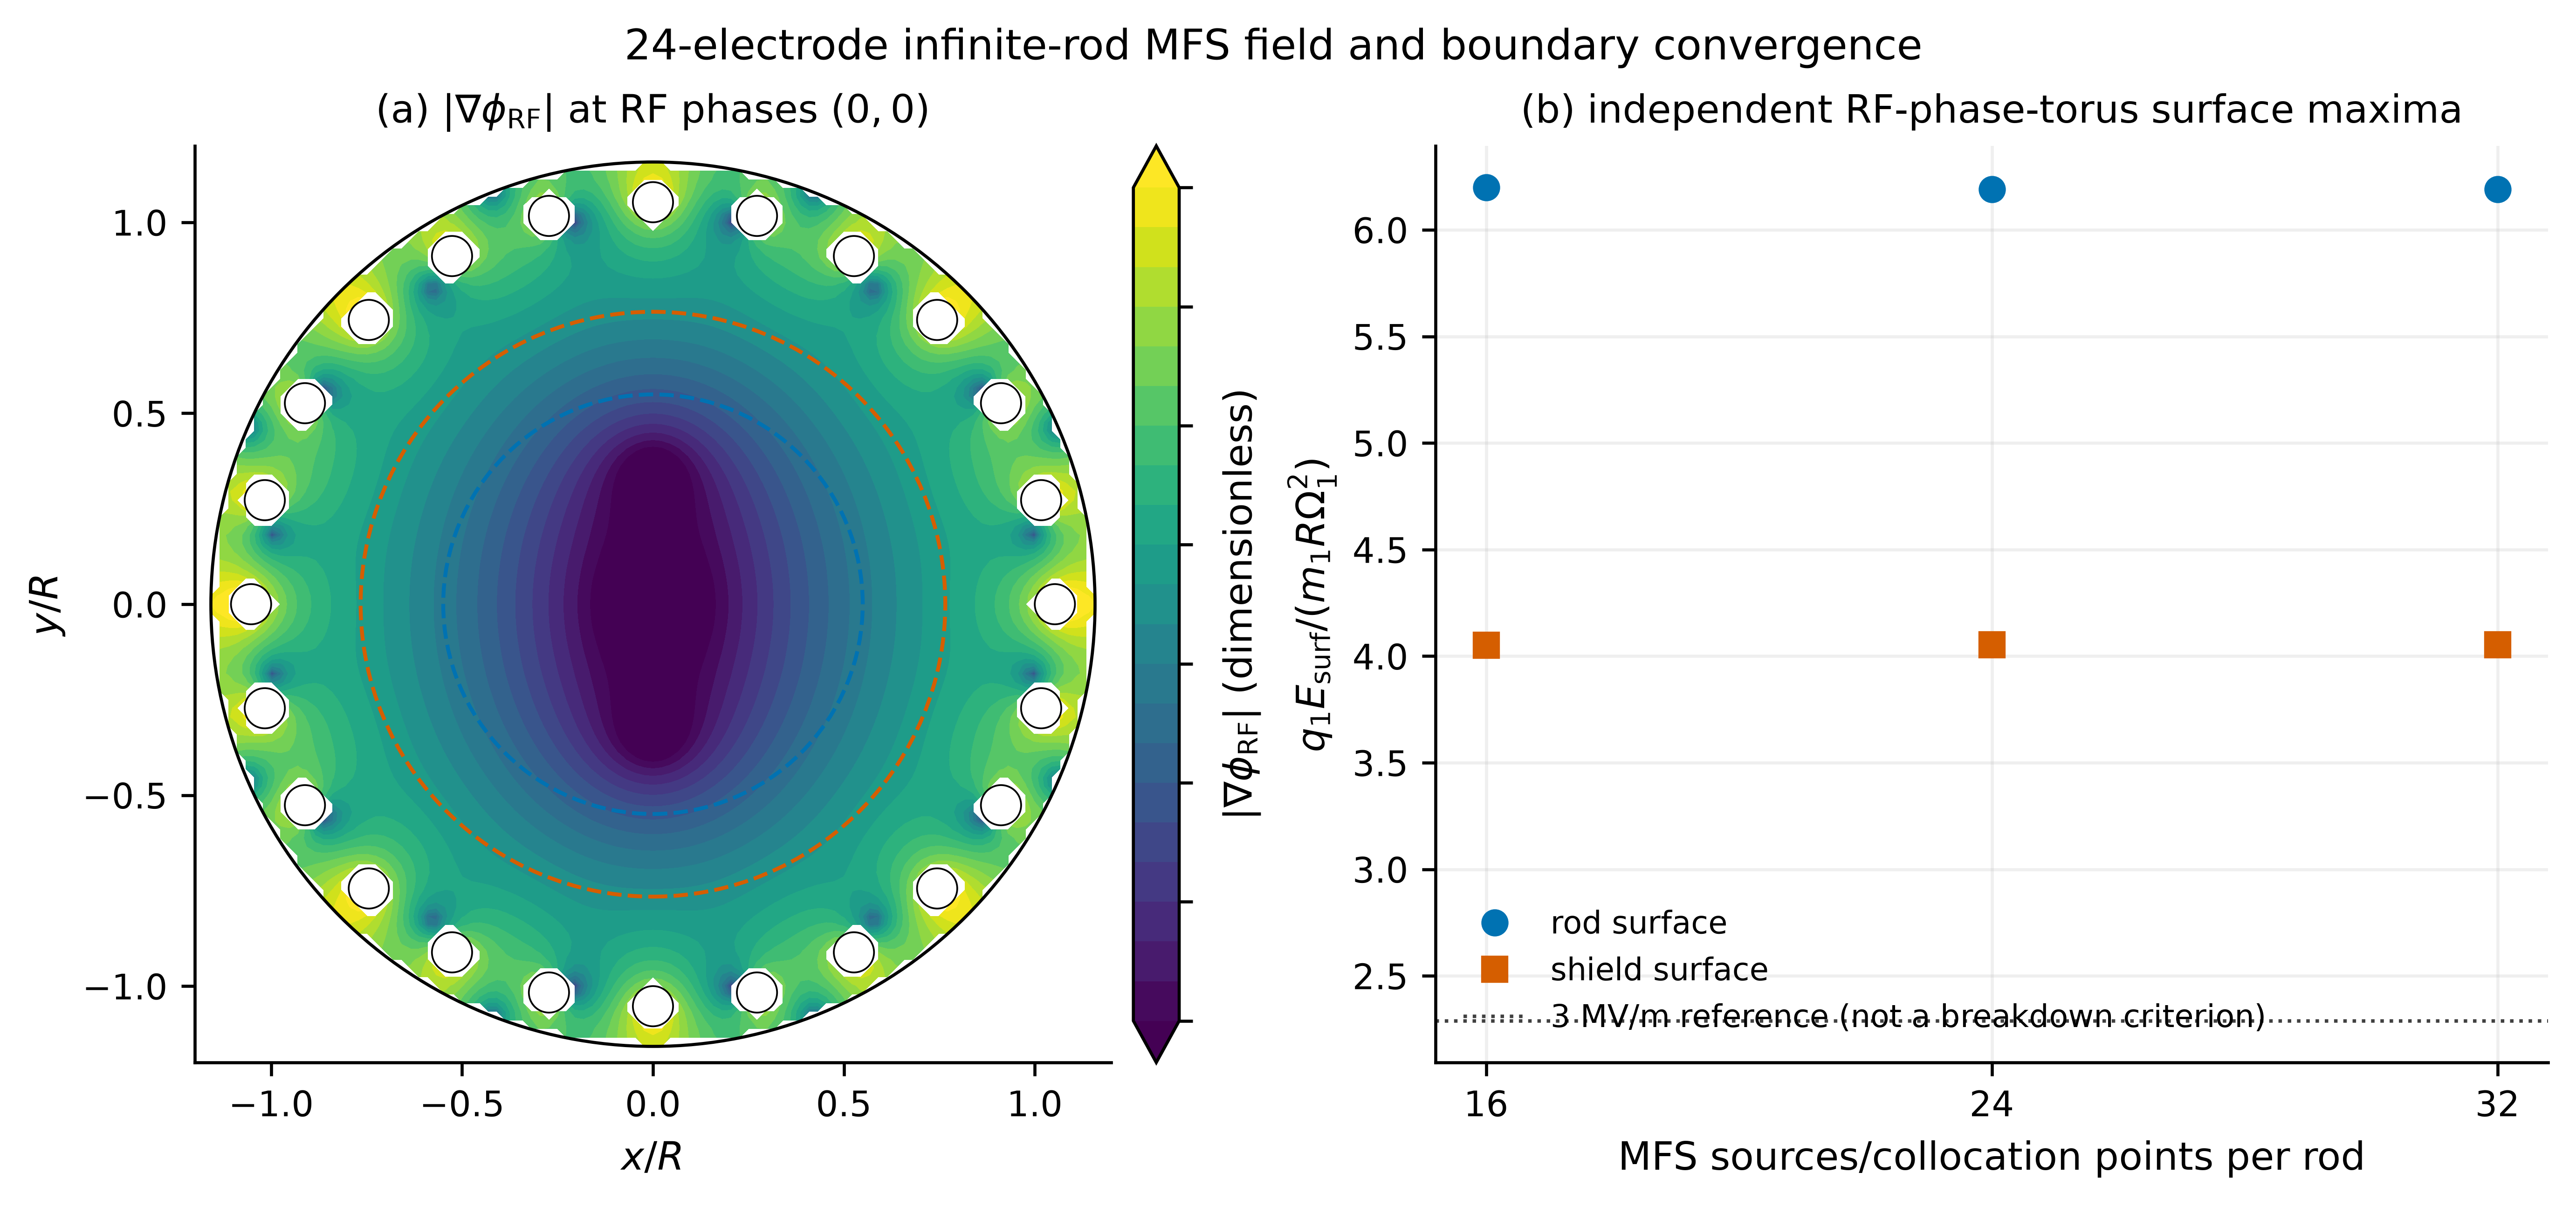 24-electrode infinite-rod MFS field and boundary convergence
(a) |∇ϕ_RF| at RF phases (0, 0)
1.0
0.5
0.0
−0.5
−1.0
y/R
−1.0 −0.5 0.0 0.5 1.0
x/R
|∇ϕ_RF| (dimensionless)
(b) independent RF-phase-torus surface maxima
6.0
5.5
5.0
4.5
4.0
3.5
3.0
2.5
q₁E_surf/(m₁RΩ₁²)
rod surface
shield surface
3 MV/m reference (not a breakdown criterion)
16 24 32
MFS sources/collocation points per rod